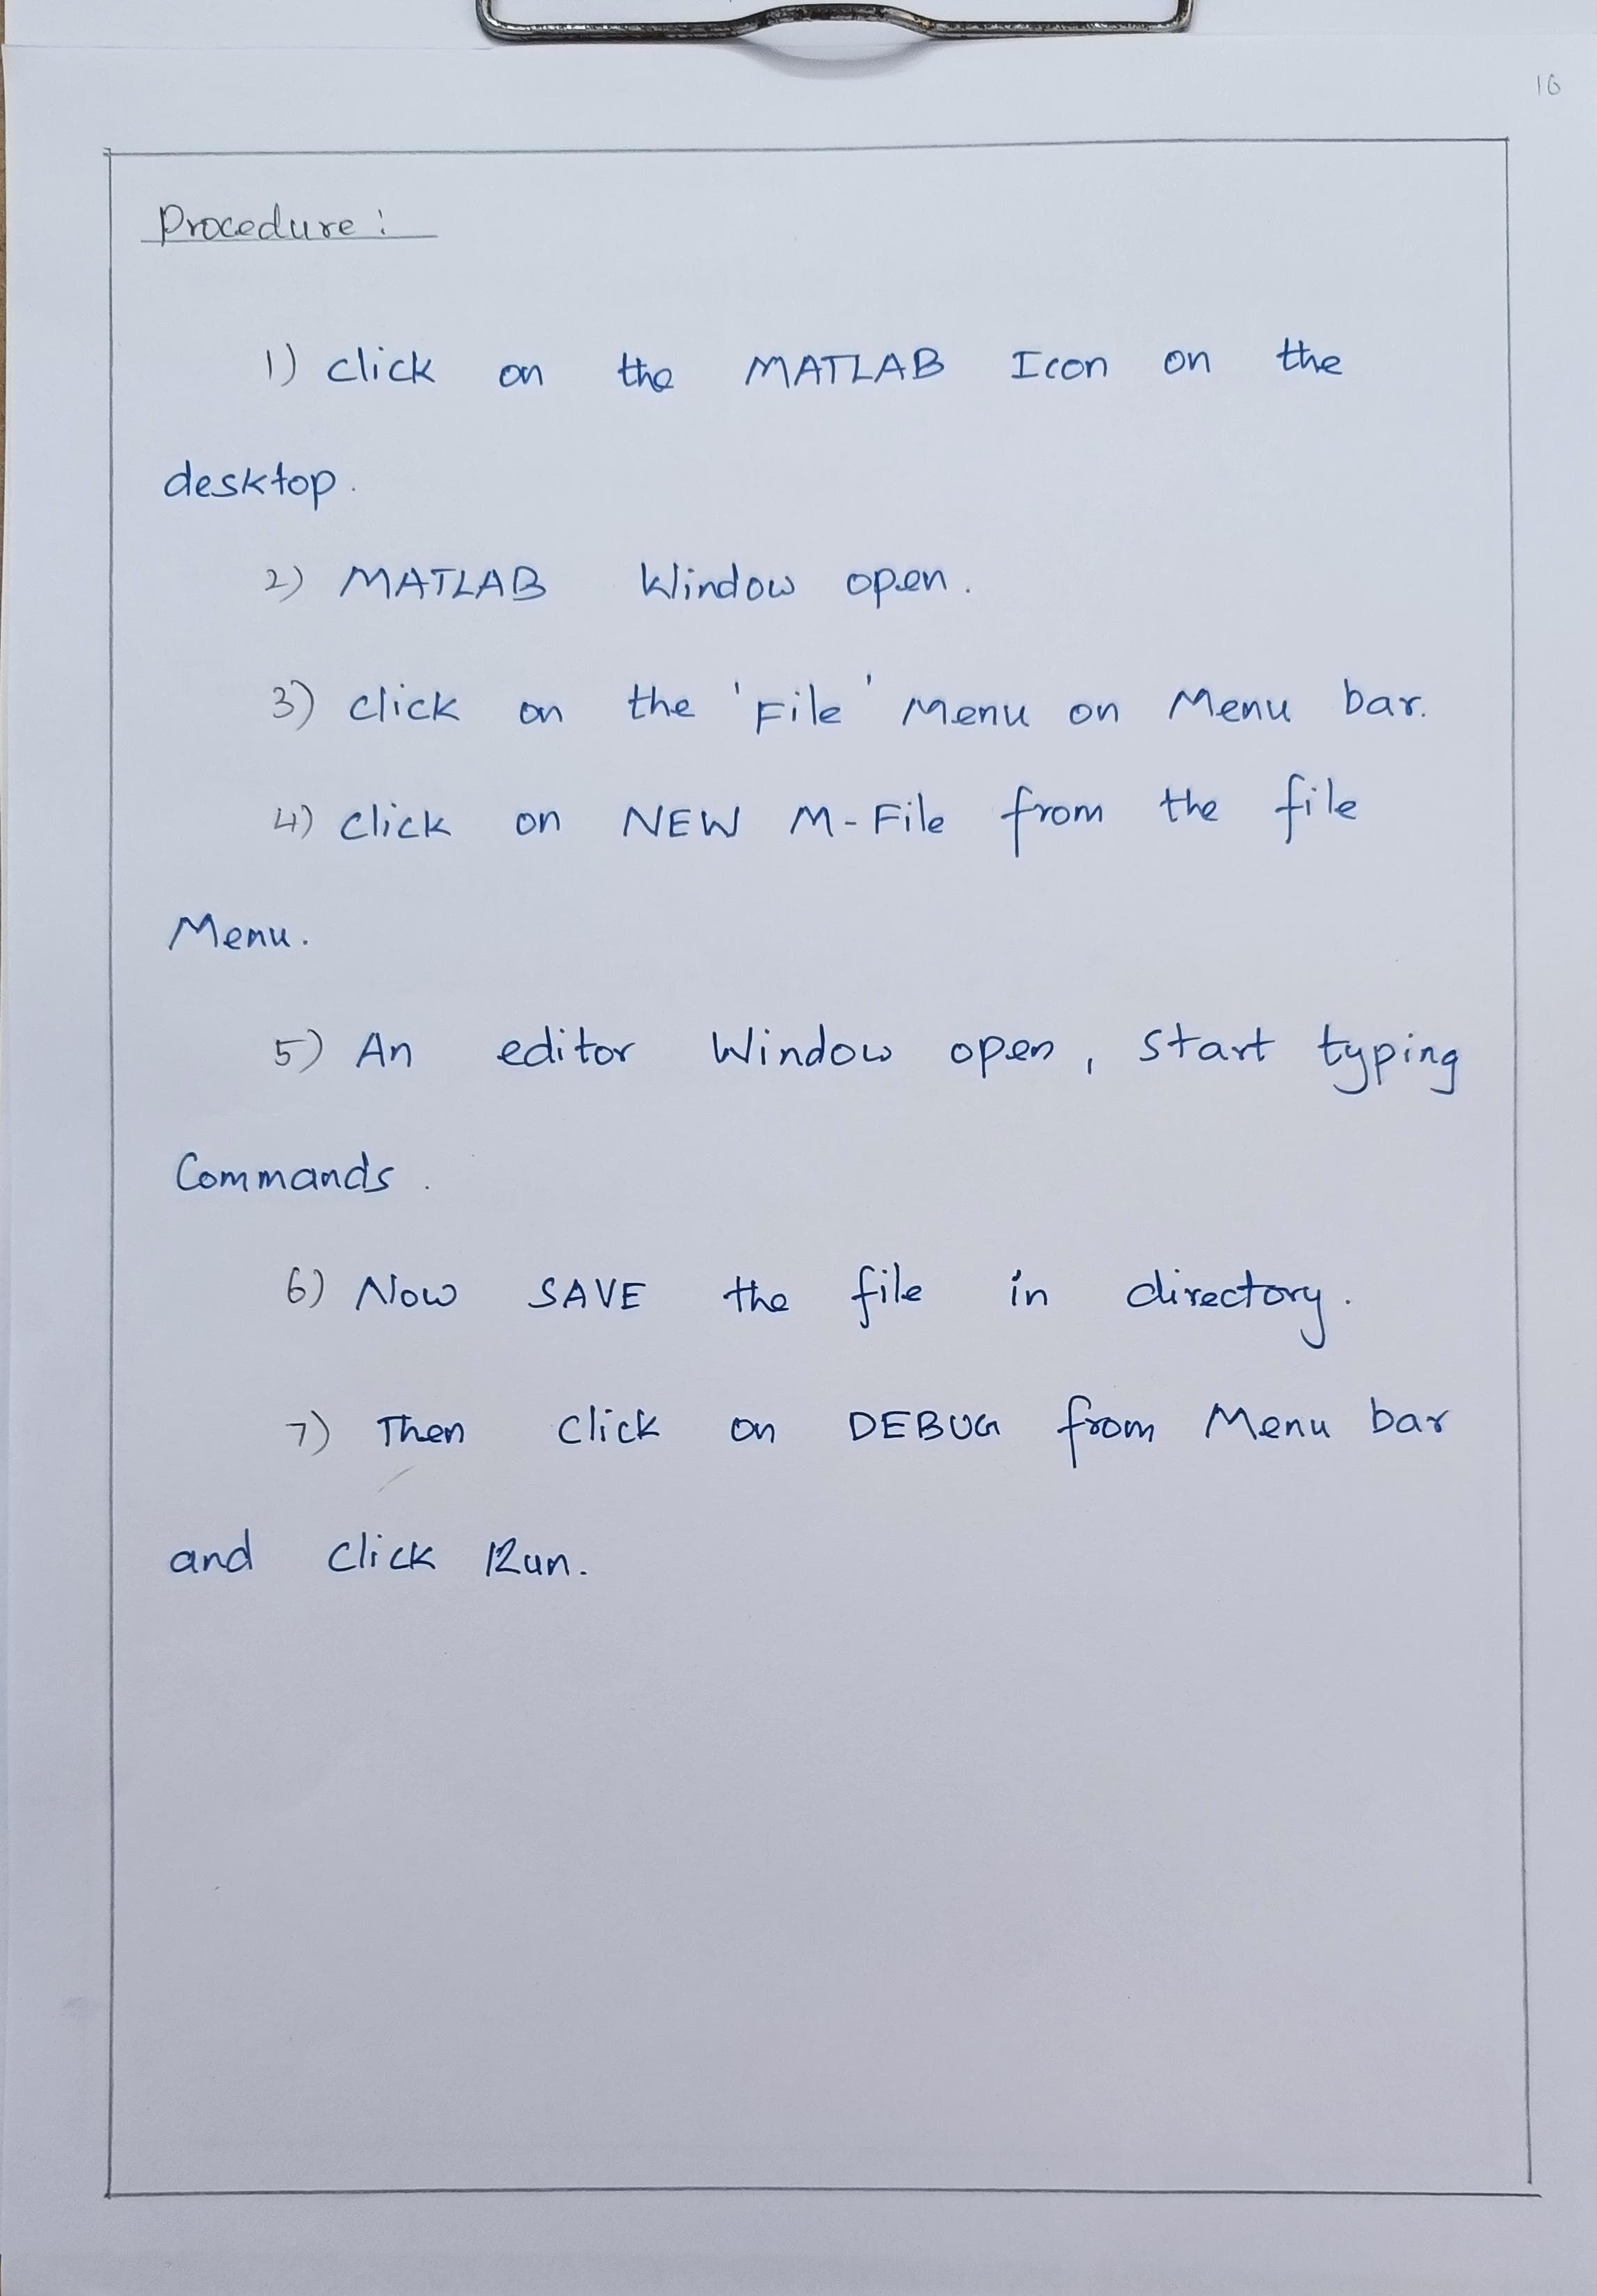 10
Procedure :
1) click on the MATLAB Icon on the
desktop.
2) MATLAB Window open.
3) click on the 'File' Menu on Menu bar.
4) click on NEW M-File from the file
Menu.
5) An editor Window open, start typing
Commands.
6) Now SAVE the file in directory.
7) Then click on DEBUG from Menu bar
and click Run.